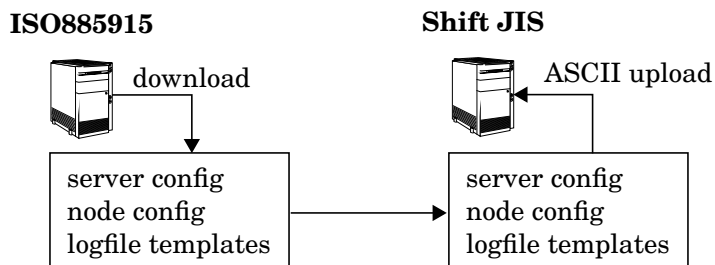 ISO885915
Shift JIS
download
ASCII upload
server config
node config
logfile templates
server config
node config
logfile templates